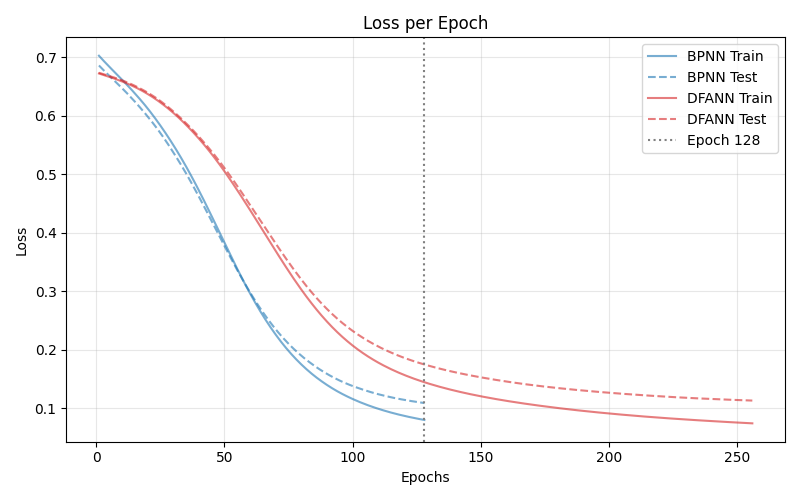 Loss per Epoch
Loss
0.7
0.6
0.5
0.4
0.3
0.2
0.1
BPNN Train
BPNN Test
DFANN Train
DFANN Test
Epoch 128
0 50 100 150 200 250
Epochs